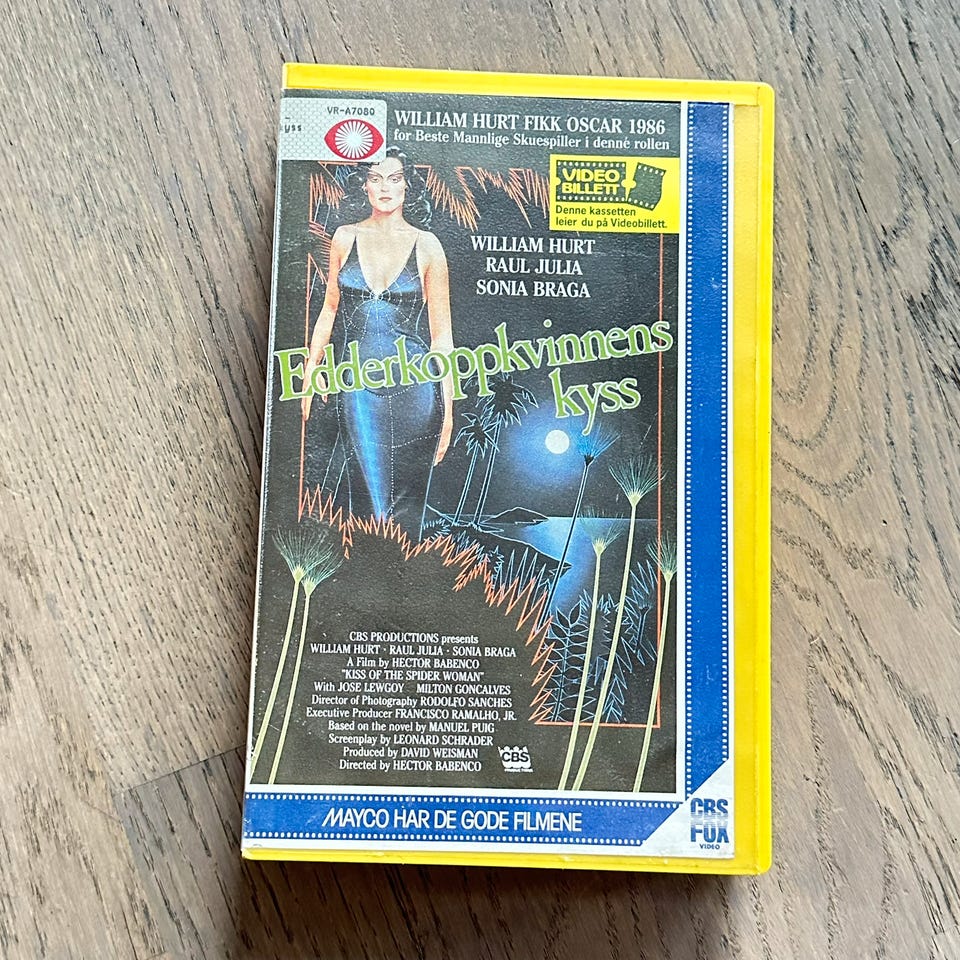 VR-A7080
kyss
WILLIAM HURT FIKK OSCAR 1986
for Beste Mannlige Skuespiller i denne rollen
VIDEO
BILLETT
Denne kassetten
leier du på Videobillett.
WILLIAM HURT
RAUL JULIA
SONIA BRAGA
Edderkoppkvinnens
kyss
CBS PRODUCTIONS presents
WILLIAM HURT · RAUL JULIA · SONIA BRAGA
A Film by HECTOR BABENCO
"KISS OF THE SPIDER WOMAN"
With JOSE LEWGOY MILTON GONCALVES
Director of Photography RODOLFO SANCHES
Executive Producer FRANCISCO RAMALHO, JR.
Based on the novel by MANUEL PUIG
Screenplay by LEONARD SCHRADER
Produced by DAVID WEISMAN
Directed by HECTOR BABENCO
CBS
PRODUCTIONS
MAYCO HAR DE GODE FILMENE
CBS
FOX
VIDEO